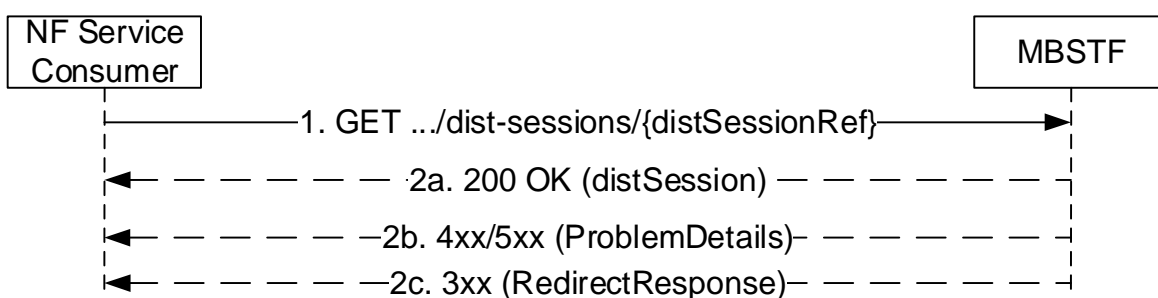 NF Service
Consumer
MBSTF
1. GET .../dist-sessions/{distSessionRef}
2a. 200 OK (distSession)
2b. 4xx/5xx (ProblemDetails)
2c. 3xx (RedirectResponse)